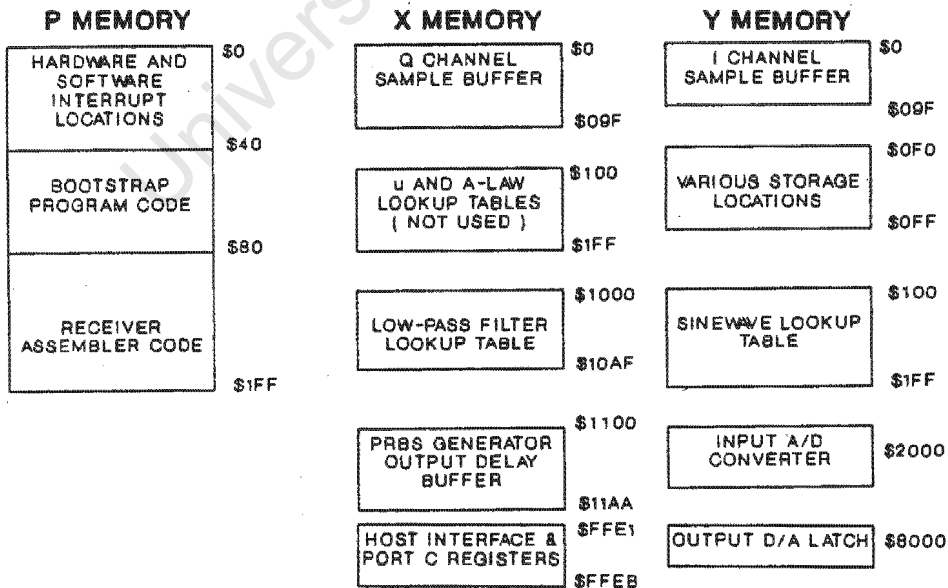 P MEMORY
$0
HARDWARE AND
SOFTWARE
INTERRUPT
LOCATIONS
$40
BOOTSTRAP
PROGRAM CODE
$80
RECEIVER
ASSEMBLER CODE
$1FF
X MEMORY
$0
Q CHANNEL
SAMPLE BUFFER
$09F
$100
u AND A-LAW
LOOKUP TABLES
( NOT USED )
$1FF
$1000
LOW-PASS FILTER
LOOKUP TABLE
$10AF
$1100
PRBS GENERATOR
OUTPUT DELAY
BUFFER
$11AA
$FFE1
HOST INTERFACE &
PORT C REGISTERS
$FFEB
Y MEMORY
$0
I CHANNEL
SAMPLE BUFFER
$09F
$0F0
VARIOUS STORAGE
LOCATIONS
$0FF
$100
SINEWAVE LOOKUP
TABLE
$1FF
INPUT A/D
CONVERTER
$2000
OUTPUT D/A LATCH
$8000
Univers